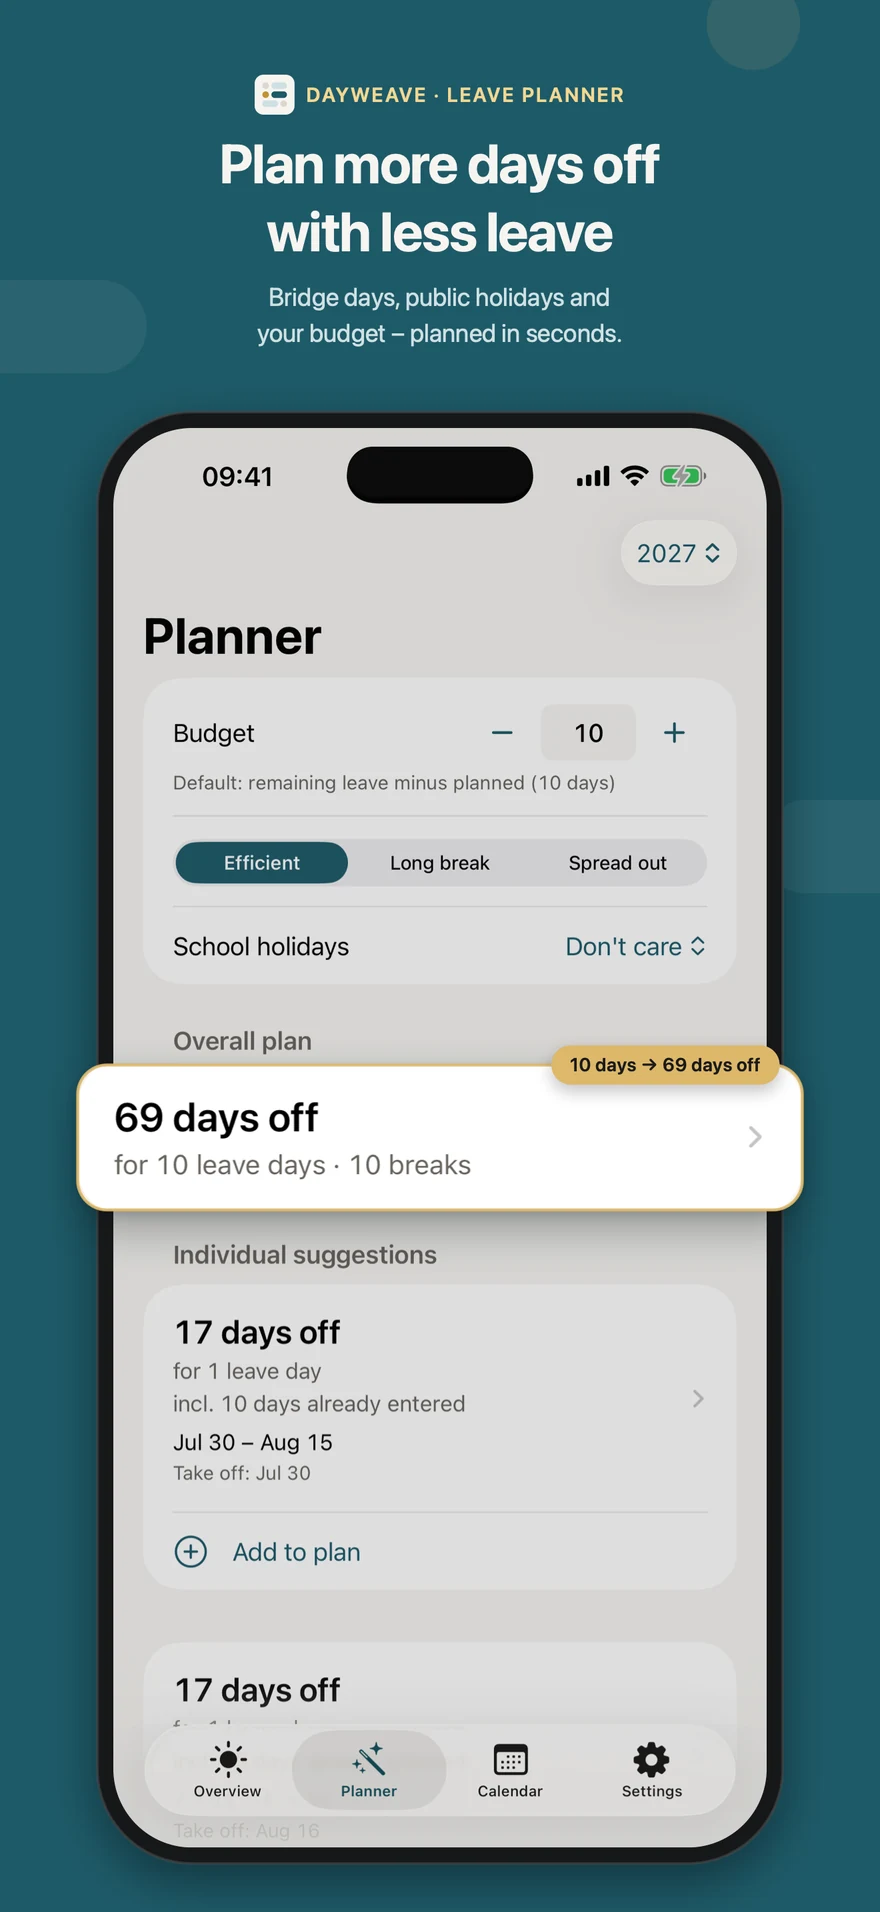 DAYWEAVE · LEAVE PLANNER
Plan more days off
with less leave
Bridge days, public holidays and
your budget – planned in seconds.
09:41
2027
Planner
Budget
10
Default: remaining leave minus planned (10 days)
Efficient
Long break
Spread out
School holidays
Don't care
Overall plan
10 days → 69 days off
69 days off
for 10 leave days · 10 breaks
Individual suggestions
17 days off
for 1 leave day
incl. 10 days already entered
Jul 30 – Aug 15
Take off: Jul 30
Add to plan
17 days off
Overview
Planner
Calendar
Settings
Take off: Aug 16